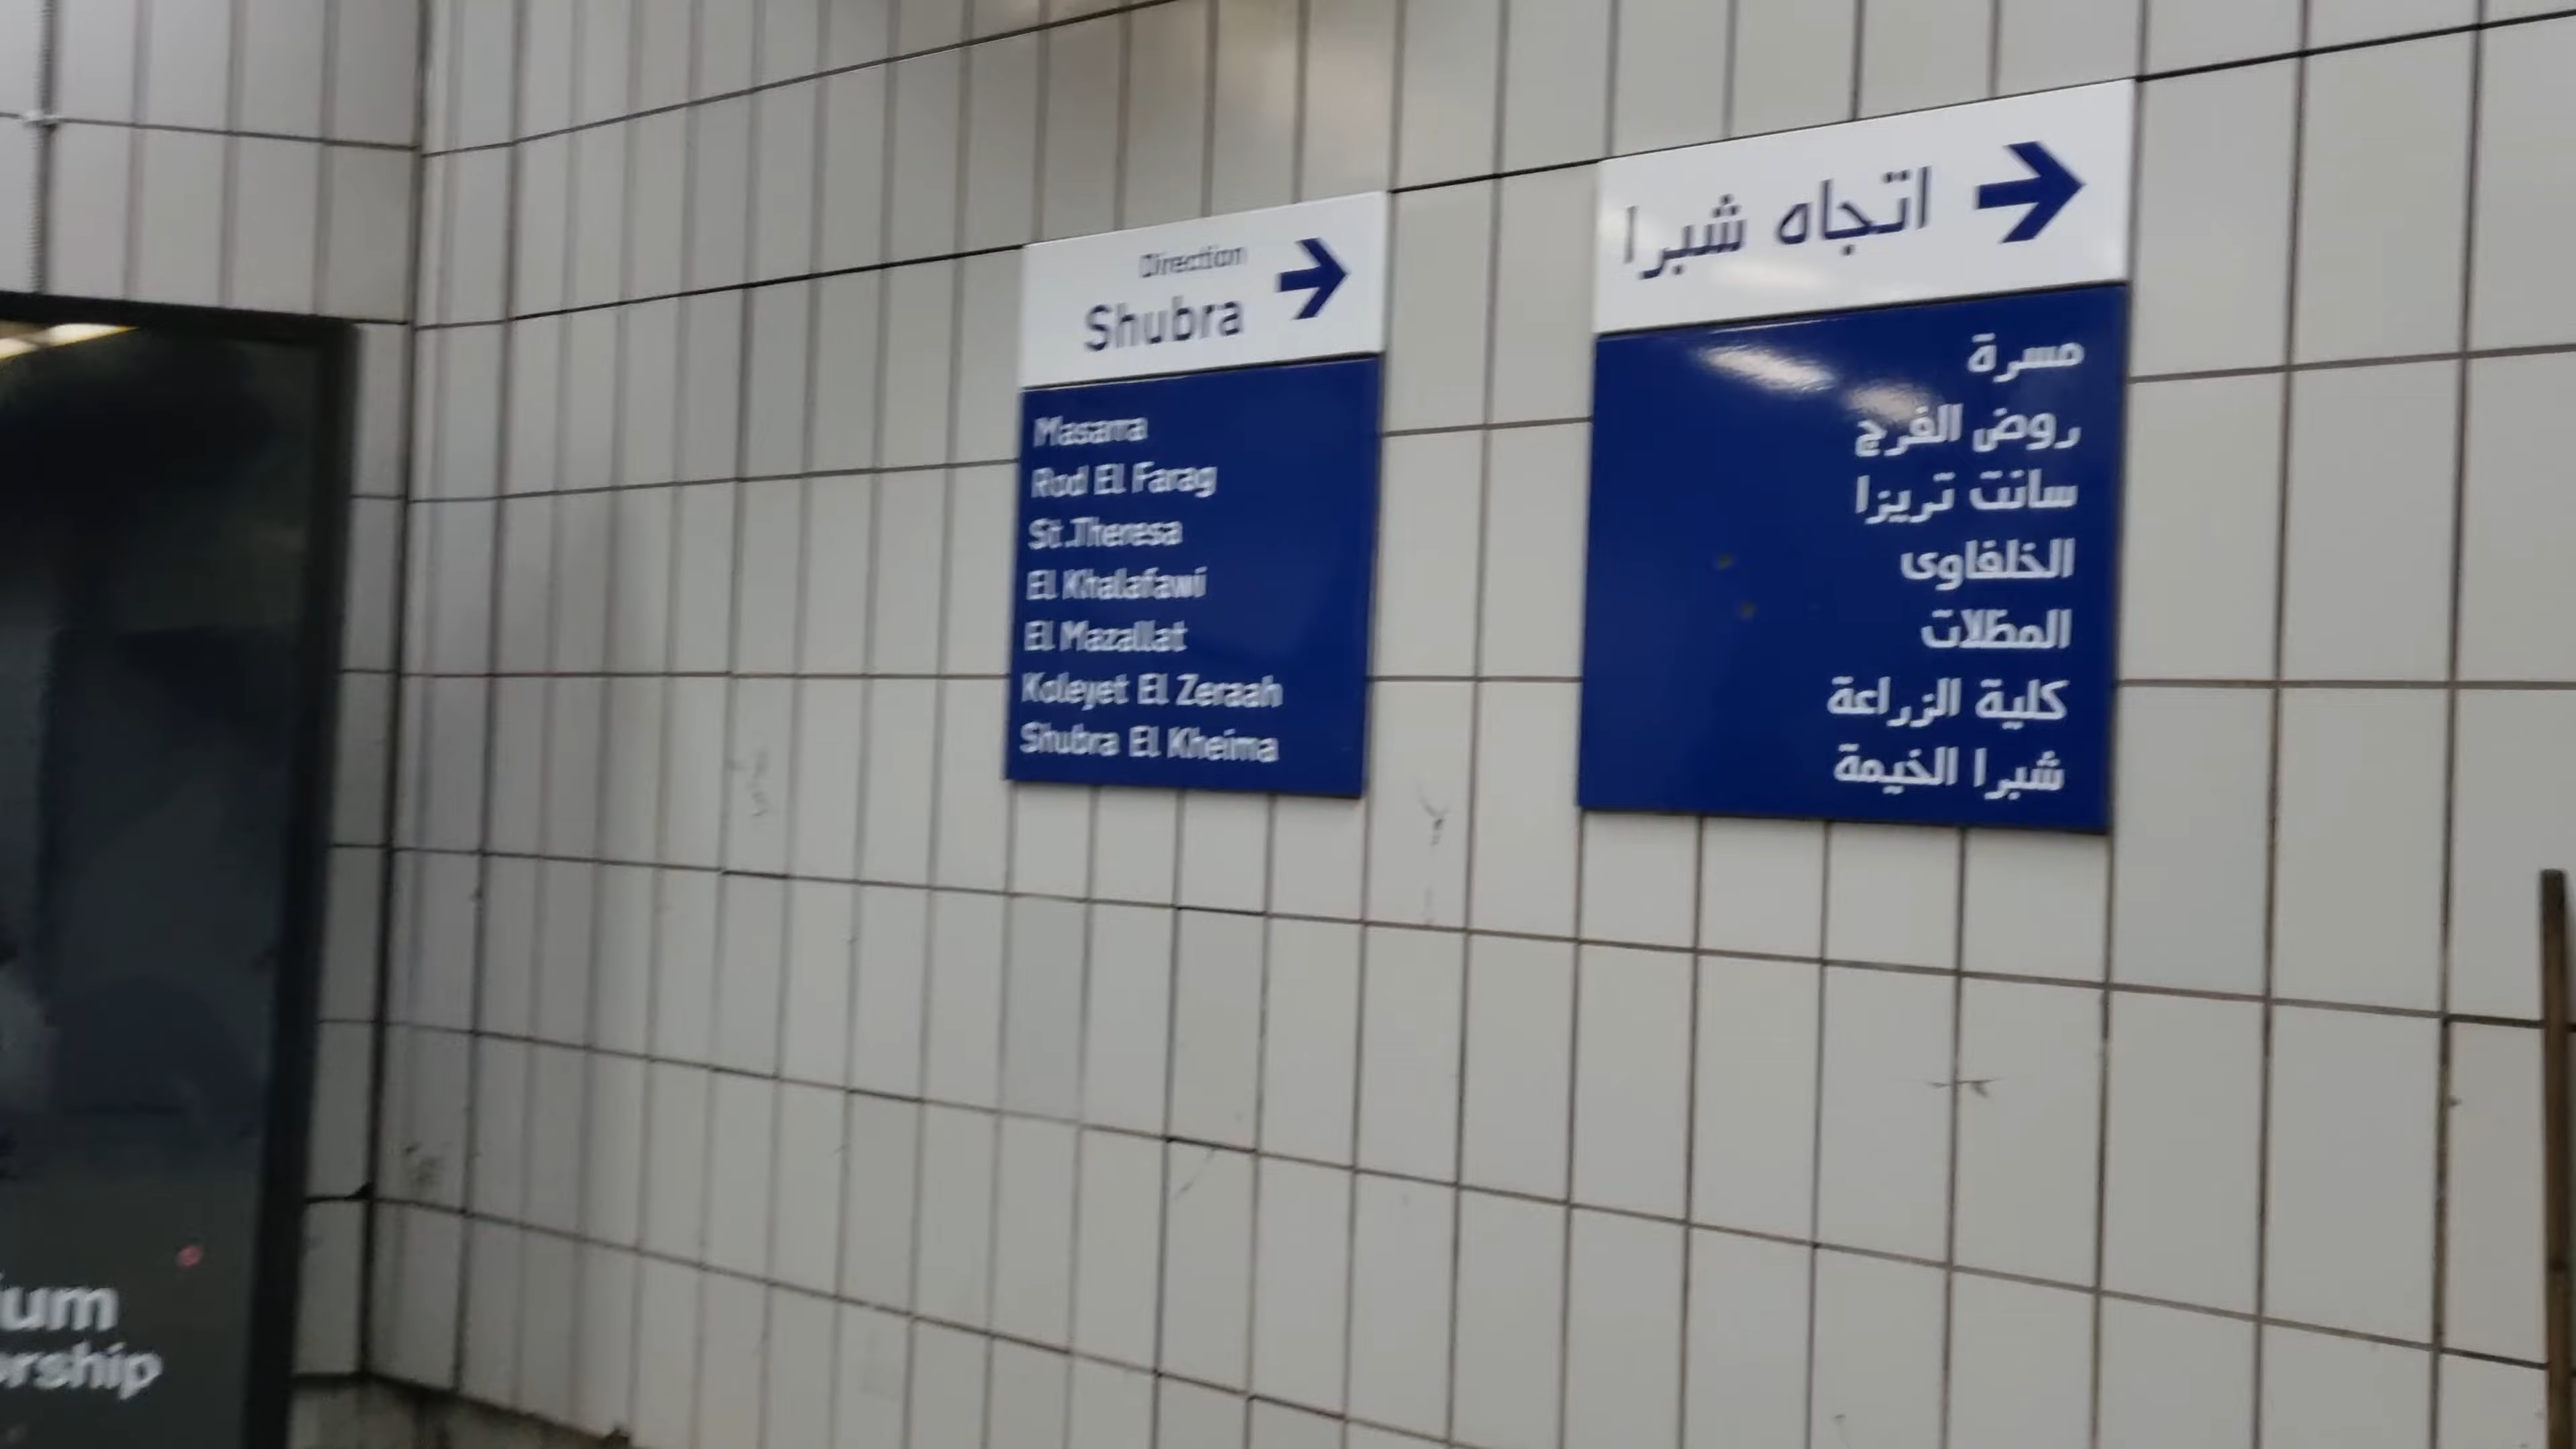 Direction
Shubra
Masarra
Rod El Farag
St.Theresa
El Khalafawi
El Mazallat
Koleyet El Zeraah
Shubra El Kheima
اتجاه شبرا
مسرة
روض الفرج
سانت تريزا
الخلفاوى
المظلات
كلية الزراعة
شبرا الخيمة